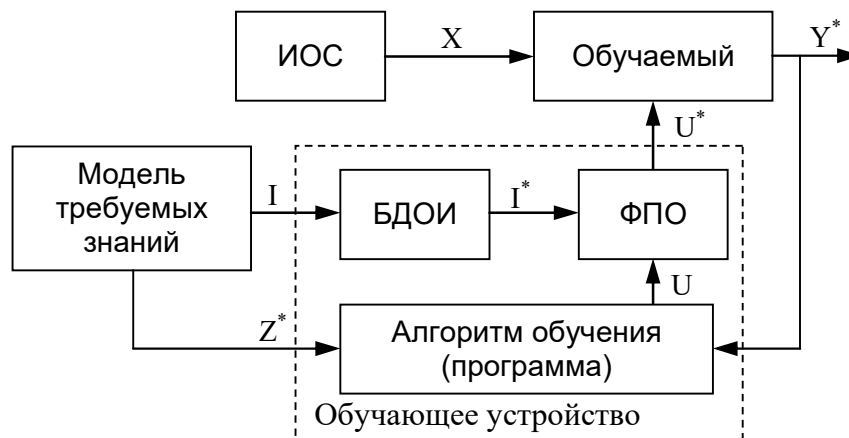 ИОС
X
Обучаемый
Y*
U*
Модель
требуемых
знаний
I
БДОИ
I*
ФПО
U
Z*
Алгоритм обучения
(программа)
Обучающее устройство